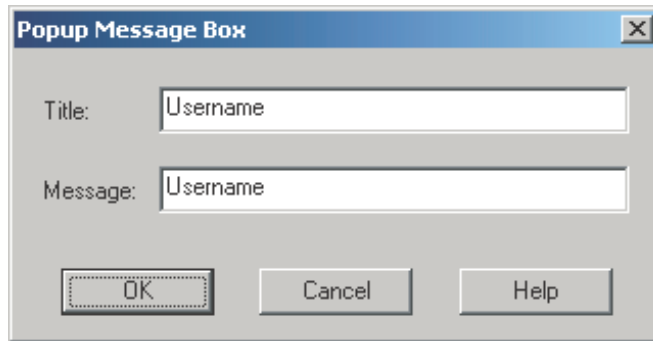 Popup Message Box
Title: Username
Message: Username
OK Cancel Help